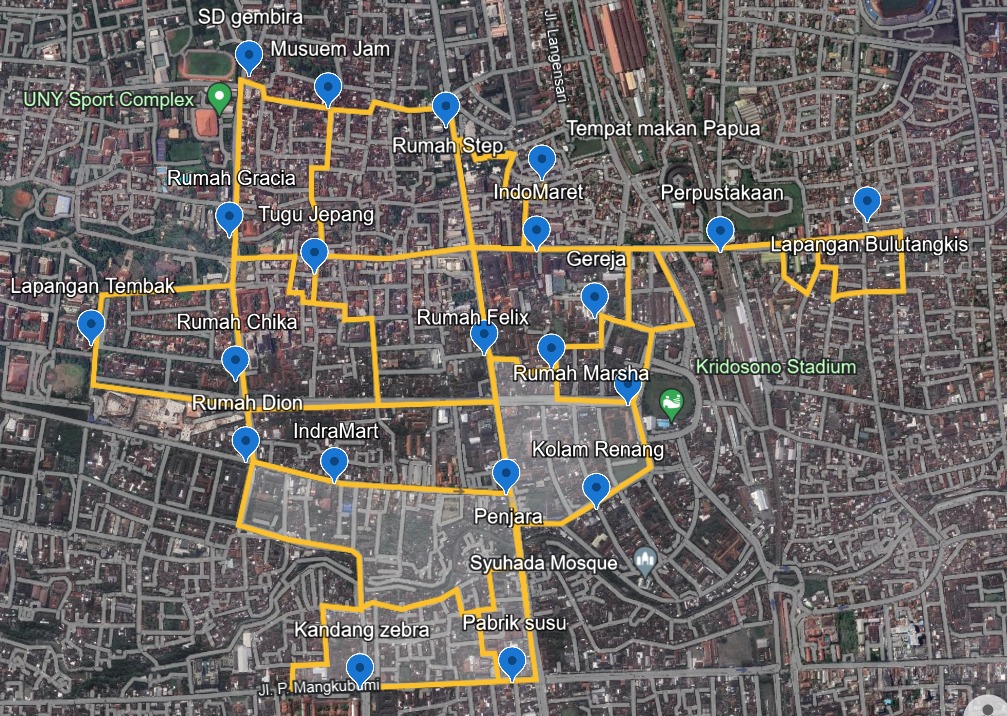 SD gembira
Musuem Jam
Jl. Langensari
UNY Sport Complex
Tempat makan Papua
Rumah Step
Rumah Gracia
IndoMaret
Perpustakaan
Tugu Jepang
Lapangan Bulutangkis
Gereja
Lapangan Tembak
Rumah Chika
Rumah Felix
Kridosono Stadium
Rumah Marsha
Rumah Dion
IndraMart
Kolam Renang
Penjara
Syuhada Mosque
Kandang zebra
Pabrik susu
Jl. P. Mangkubumi